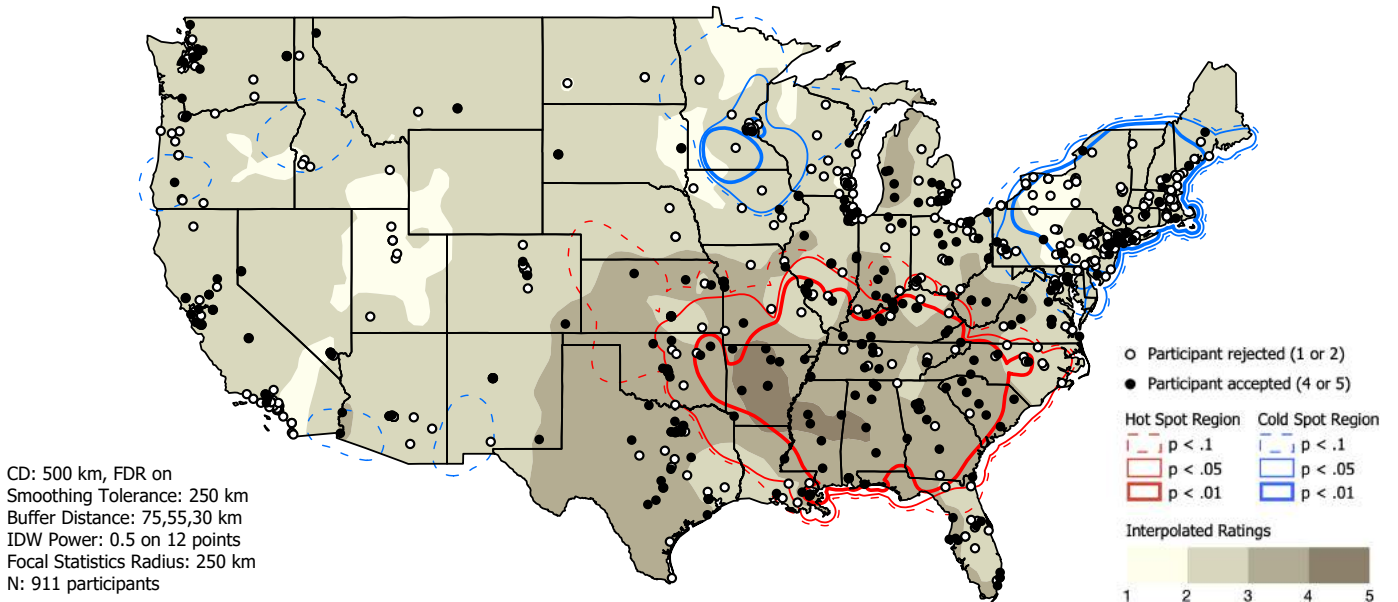 Participant rejected (1 or 2)
Participant accepted (4 or 5)
Hot Spot Region Cold Spot Region
p < .1 p < .1
p < .05 p < .05
p < .01 p < .01
Interpolated Ratings
1 2 3 4 5
CD: 500 km, FDR on
Smoothing Tolerance: 250 km
Buffer Distance: 75,55,30 km
IDW Power: 0.5 on 12 points
Focal Statistics Radius: 250 km
N: 911 participants